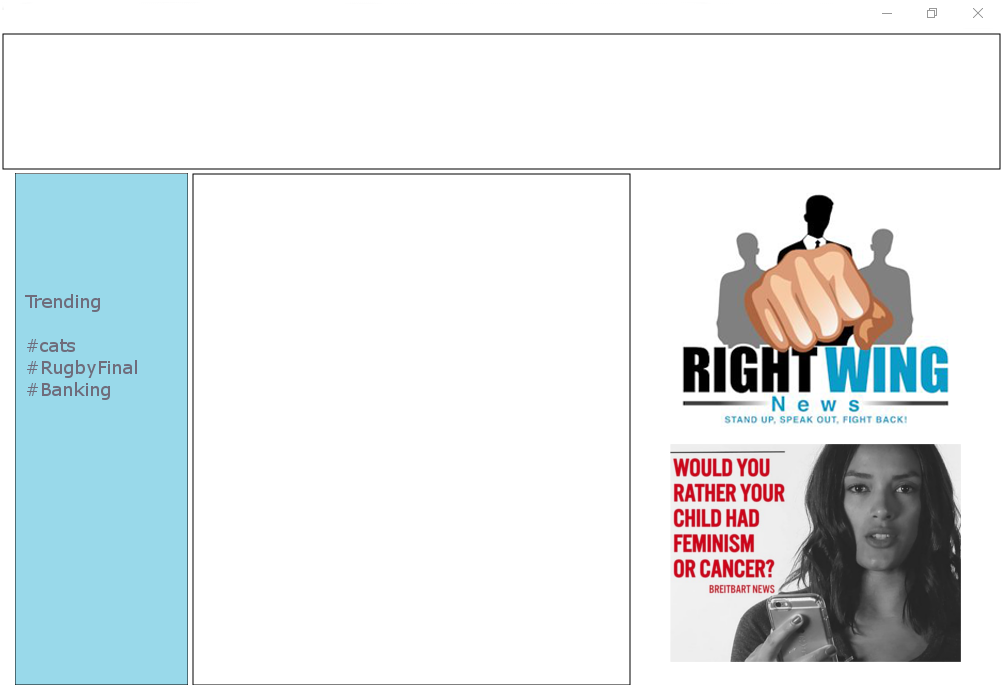 Trending
#cats
#RugbyFinal
#Banking
RIGHT WING
News
STAND UP, SPEAK OUT, FIGHT BACK!
WOULD YOU
RATHER YOUR
CHILD HAD
FEMINISM
OR CANCER?
BREITBART NEWS